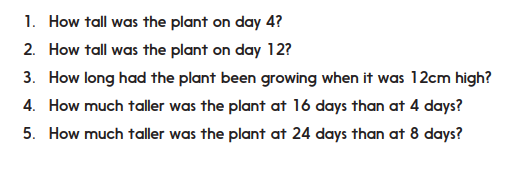 1. How tall was the plant on day 4?
2. How tall was the plant on day 12?
3. How long had the plant been growing when it was 12cm high?
4. How much taller was the plant at 16 days than at 4 days?
5. How much taller was the plant at 24 days than at 8 days?